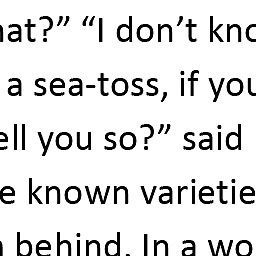 hat?” “I don’t kno
a sea-toss, if you
ell you so?” said
e known varietie
behind. In a wo